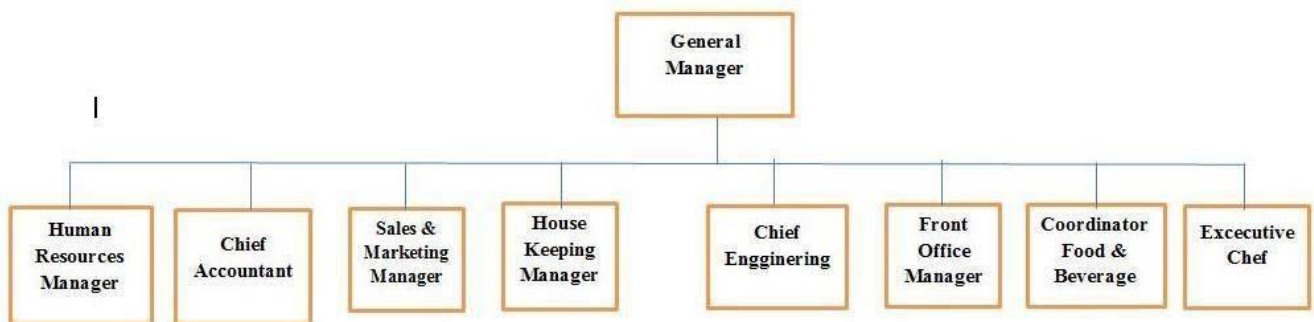 General
Manager
Human
Resources
Manager
Chief
Accountant
Sales &
Marketing
Manager
House
Keeping
Manager
Chief
Engginering
Front
Office
Manager
Coordinator
Food &
Beverage
Excecutive
Chef